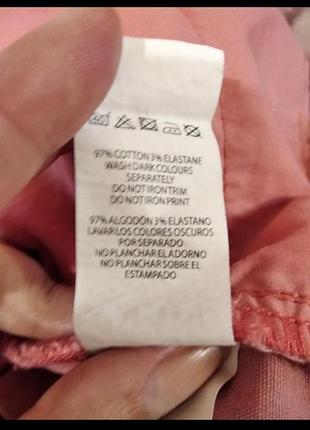 97% COTTON 3% ELASTANE
WASH DARK COLOURS
SEPARATELY
DO NOT IRON TRIM
DO NOT IRON PRINT
97% ALGODÓN 3% ELASTANO
LAVAR LOS COLORES OSCUROS
POR SEPARADO
NO PLANCHAR EL ADORNO
NO PLANCHAR SOBRE EL
ESTAMPADO